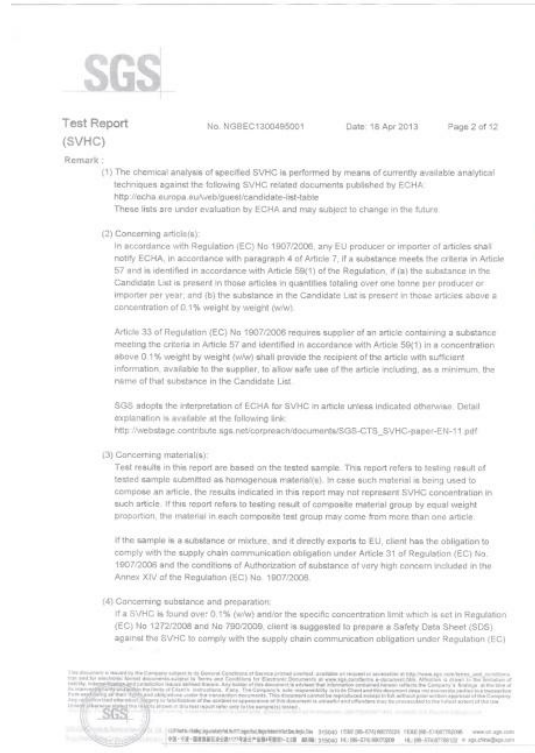 SGS
Test Report
(SVHC)
No. NGBEC1300495001
Date: 18 Apr 2013
Page 2 of 12
Remark :
(1) The chemical analysis of specified SVHC is performed by means of currently available analytical
techniques against the following SVHC related documents published by ECHA:
http://echa.europa.eu/web/guest/candidate-list-table
These lists are under evaluation by ECHA and may subject to change in the future
(2) Concerning article(s):
In accordance with Regulation (EC) No 1907/2006, any EU producer or importer of articles shall
notify ECHA, in accordance with paragraph 4 of Article 7, if a substance meets the criteria in Article
57 and is identified in accordance with Article 59(1) of the Regulation, if (a) the substance in the
Candidate List is present in those articles in quantities totaling over one tonne per producer or
importer per year, and (b) the substance in the Candidate List is present in those articles above a
concentration of 0.1% weight by weight (w/w).
Article 33 of Regulation (EC) No 1907/2006 requires supplier of an article containing a substance
meeting the criteria in Article 57 and identified in accordance with Article 59(1) in a concentration
above 0.1% weight by weight (w/w) shall provide the recipient of the article with sufficient
information, available to the supplier, to allow safe use of the article including, as a minimum, the
name of that substance in the Candidate List.
SGS adopts the interpretation of ECHA for SVHC in article unless indicated otherwise. Detail
explanation is available at the following link:
http://webstage.contribute.sgs.net/corpreach/documents/SGS-CTS_SVHC-paper-EN-11.pdf
(3) Concerning material(s):
Test results in this report are based on the tested sample. This report refers to testing result of
tested sample submitted as homogenous material(s). In case such material is being used to
compose an article, the results indicated in this report may not represent SVHC concentration in
such article. If this report refers to testing result of composite material group by equal weight
proportion, the material in each composite test group may come from more than one article.
If the sample is a substance or mixture, and it directly exports to EU, client has the obligation to
comply with the supply chain communication obligation under Article 31 of Regulation (EC) No.
1907/2006 and the conditions of Authorization of substance of very high concern included in the
Annex XIV of the Regulation (EC) No. 1907/2006.
(4) Concerning substance and preparation:
If a SVHC is found over 0.1% (w/w) and/or the specific concentration limit which is set in Regulation
(EC) No 1272/2008 and No 790/2009, client is suggested to prepare a Safety Data Sheet (SDS)
against the SVHC to comply with the supply chain communication obligation under Regulation (EC)
SGS